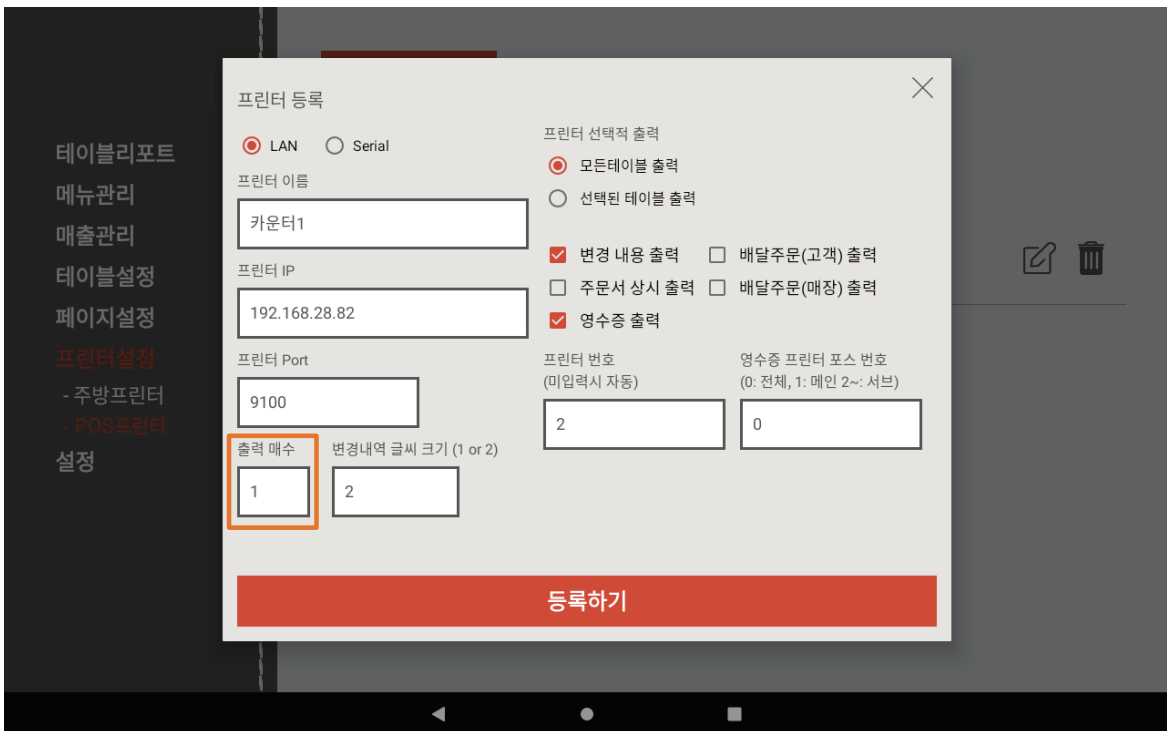 테이블리포트
메뉴관리
매출관리
테이블설정
페이지설정
프린터설정
- 주방프린터
- POS프린터
설정
프린터 등록
LAN
Serial
프린터 이름
카운터1
프린터 IP
192.168.28.82
프린터 Port
9100
출력 매수
변경내역 글씨 크기 (1 or 2)
1
2
프린터 선택적 출력
모든테이블 출력
선택된 테이블 출력
변경 내용 출력
배달주문(고객) 출력
주문서 상시 출력
배달주문(매장) 출력
영수증 출력
프린터 번호
(미입력시 자동)
2
영수증 프린터 포스 번호
(0: 전체, 1: 메인 2~: 서브)
0
등록하기